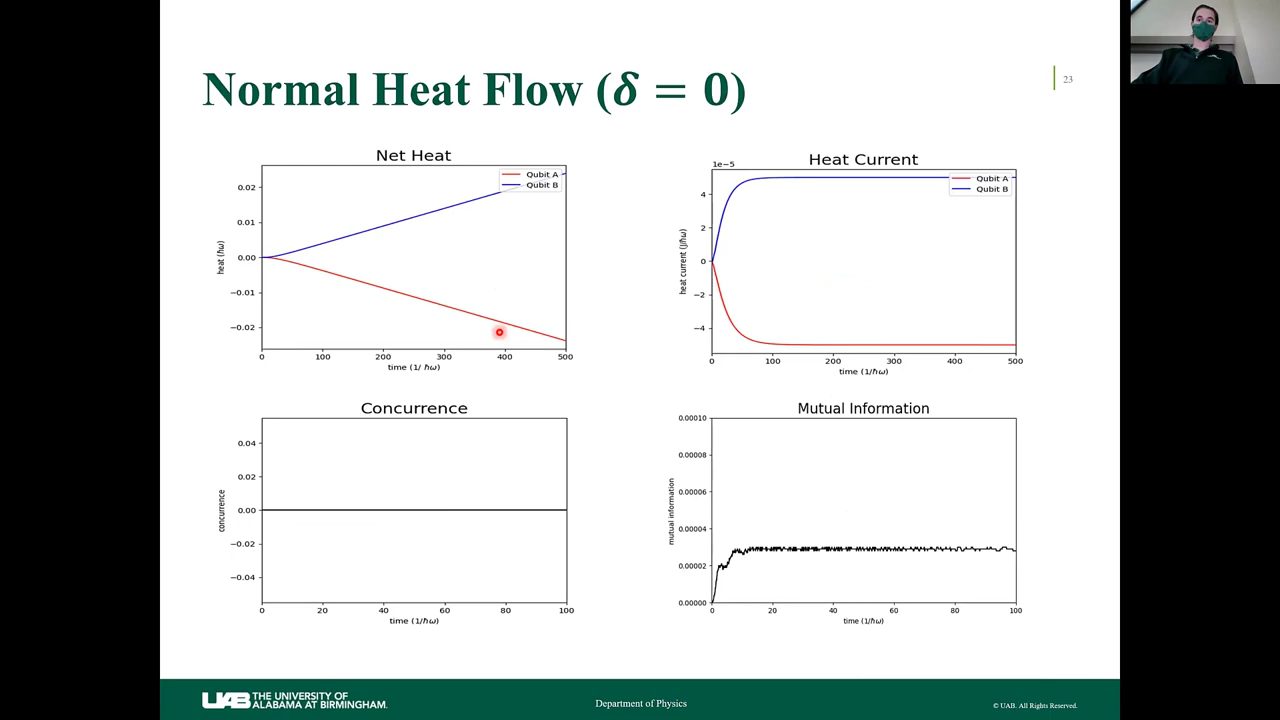 Normal Heat Flow (𝜹 = 0)
23
Net Heat
Qubit A
Qubit B
0.02
0.01
0.00
−0.01
−0.02
heat (ℏω)
0 100 200 300 400 500
time (1/ ℏω)
Heat Current
1e−5
Qubit A
Qubit B
4
2
0
−2
−4
heat current (J/ℏω)
0 100 200 300 400 500
time (1/ℏω)
Concurrence
0.04
0.02
0.00
−0.02
−0.04
concurrence
0 20 40 60 80 100
time (1/ℏω)
Mutual Information
0.00010
0.00008
0.00006
0.00004
0.00002
0.00000
mutual information
0 20 40 60 80 100
time (1/ℏω)
UAB THE UNIVERSITY OF
ALABAMA AT BIRMINGHAM.
Department of Physics
© UAB. All Rights Reserved.